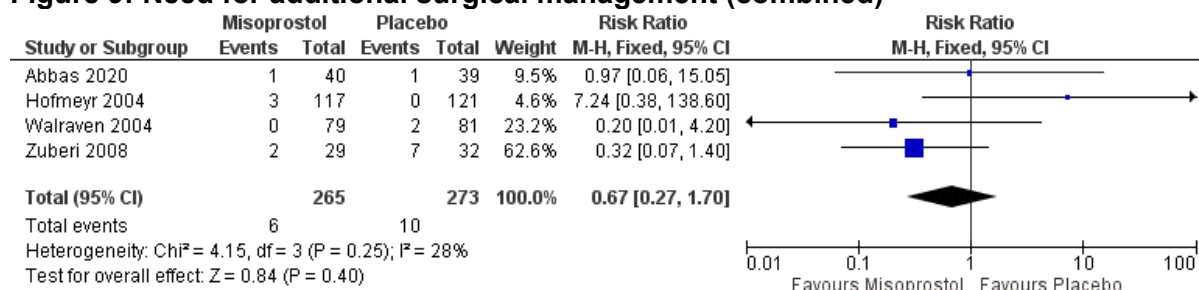 Figure 9: Need for additional surgical management (combined)
Misoprostol Placebo Risk Ratio Risk Ratio
Study or Subgroup Events Total Events Total Weight M-H, Fixed, 95% CI M-H, Fixed, 95% CI
Abbas 2020 1 40 1 39 9.5% 0.97 [0.06, 15.05]
Hofmeyr 2004 3 117 0 121 4.6% 7.24 [0.38, 138.60]
Walraven 2004 0 79 2 81 23.2% 0.20 [0.01, 4.20]
Zuberi 2008 2 29 7 32 62.6% 0.32 [0.07, 1.40]
Total (95% CI) 265 273 100.0% 0.67 [0.27, 1.70]
Total events 6 10
Heterogeneity: Chi² = 4.15, df = 3 (P = 0.25); I² = 28%
Test for overall effect: Z = 0.84 (P = 0.40)
0.01 0.1 1 10 100
Favours Misoprostol Favours Placebo